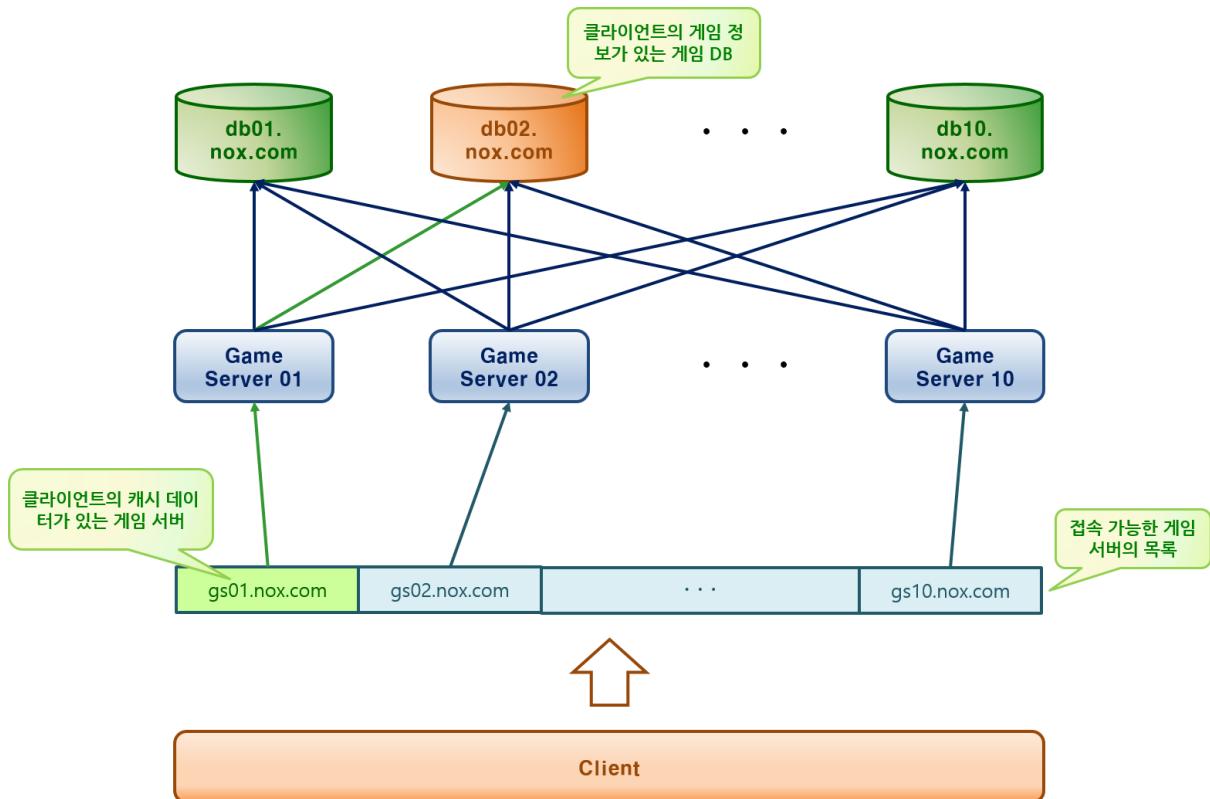 클라이언트의 게임 정
보가 있는 게임 DB
db01.
nox.com
db02.
nox.com
. . .
db10.
nox.com
Game
Server 01
Game
Server 02
. . .
Game
Server 10
클라이언트의 캐시 데이
터가 있는 게임 서버
접속 가능한 게임
서버의 목록
gs01.nox.com
gs02.nox.com
. . .
gs10.nox.com
Client